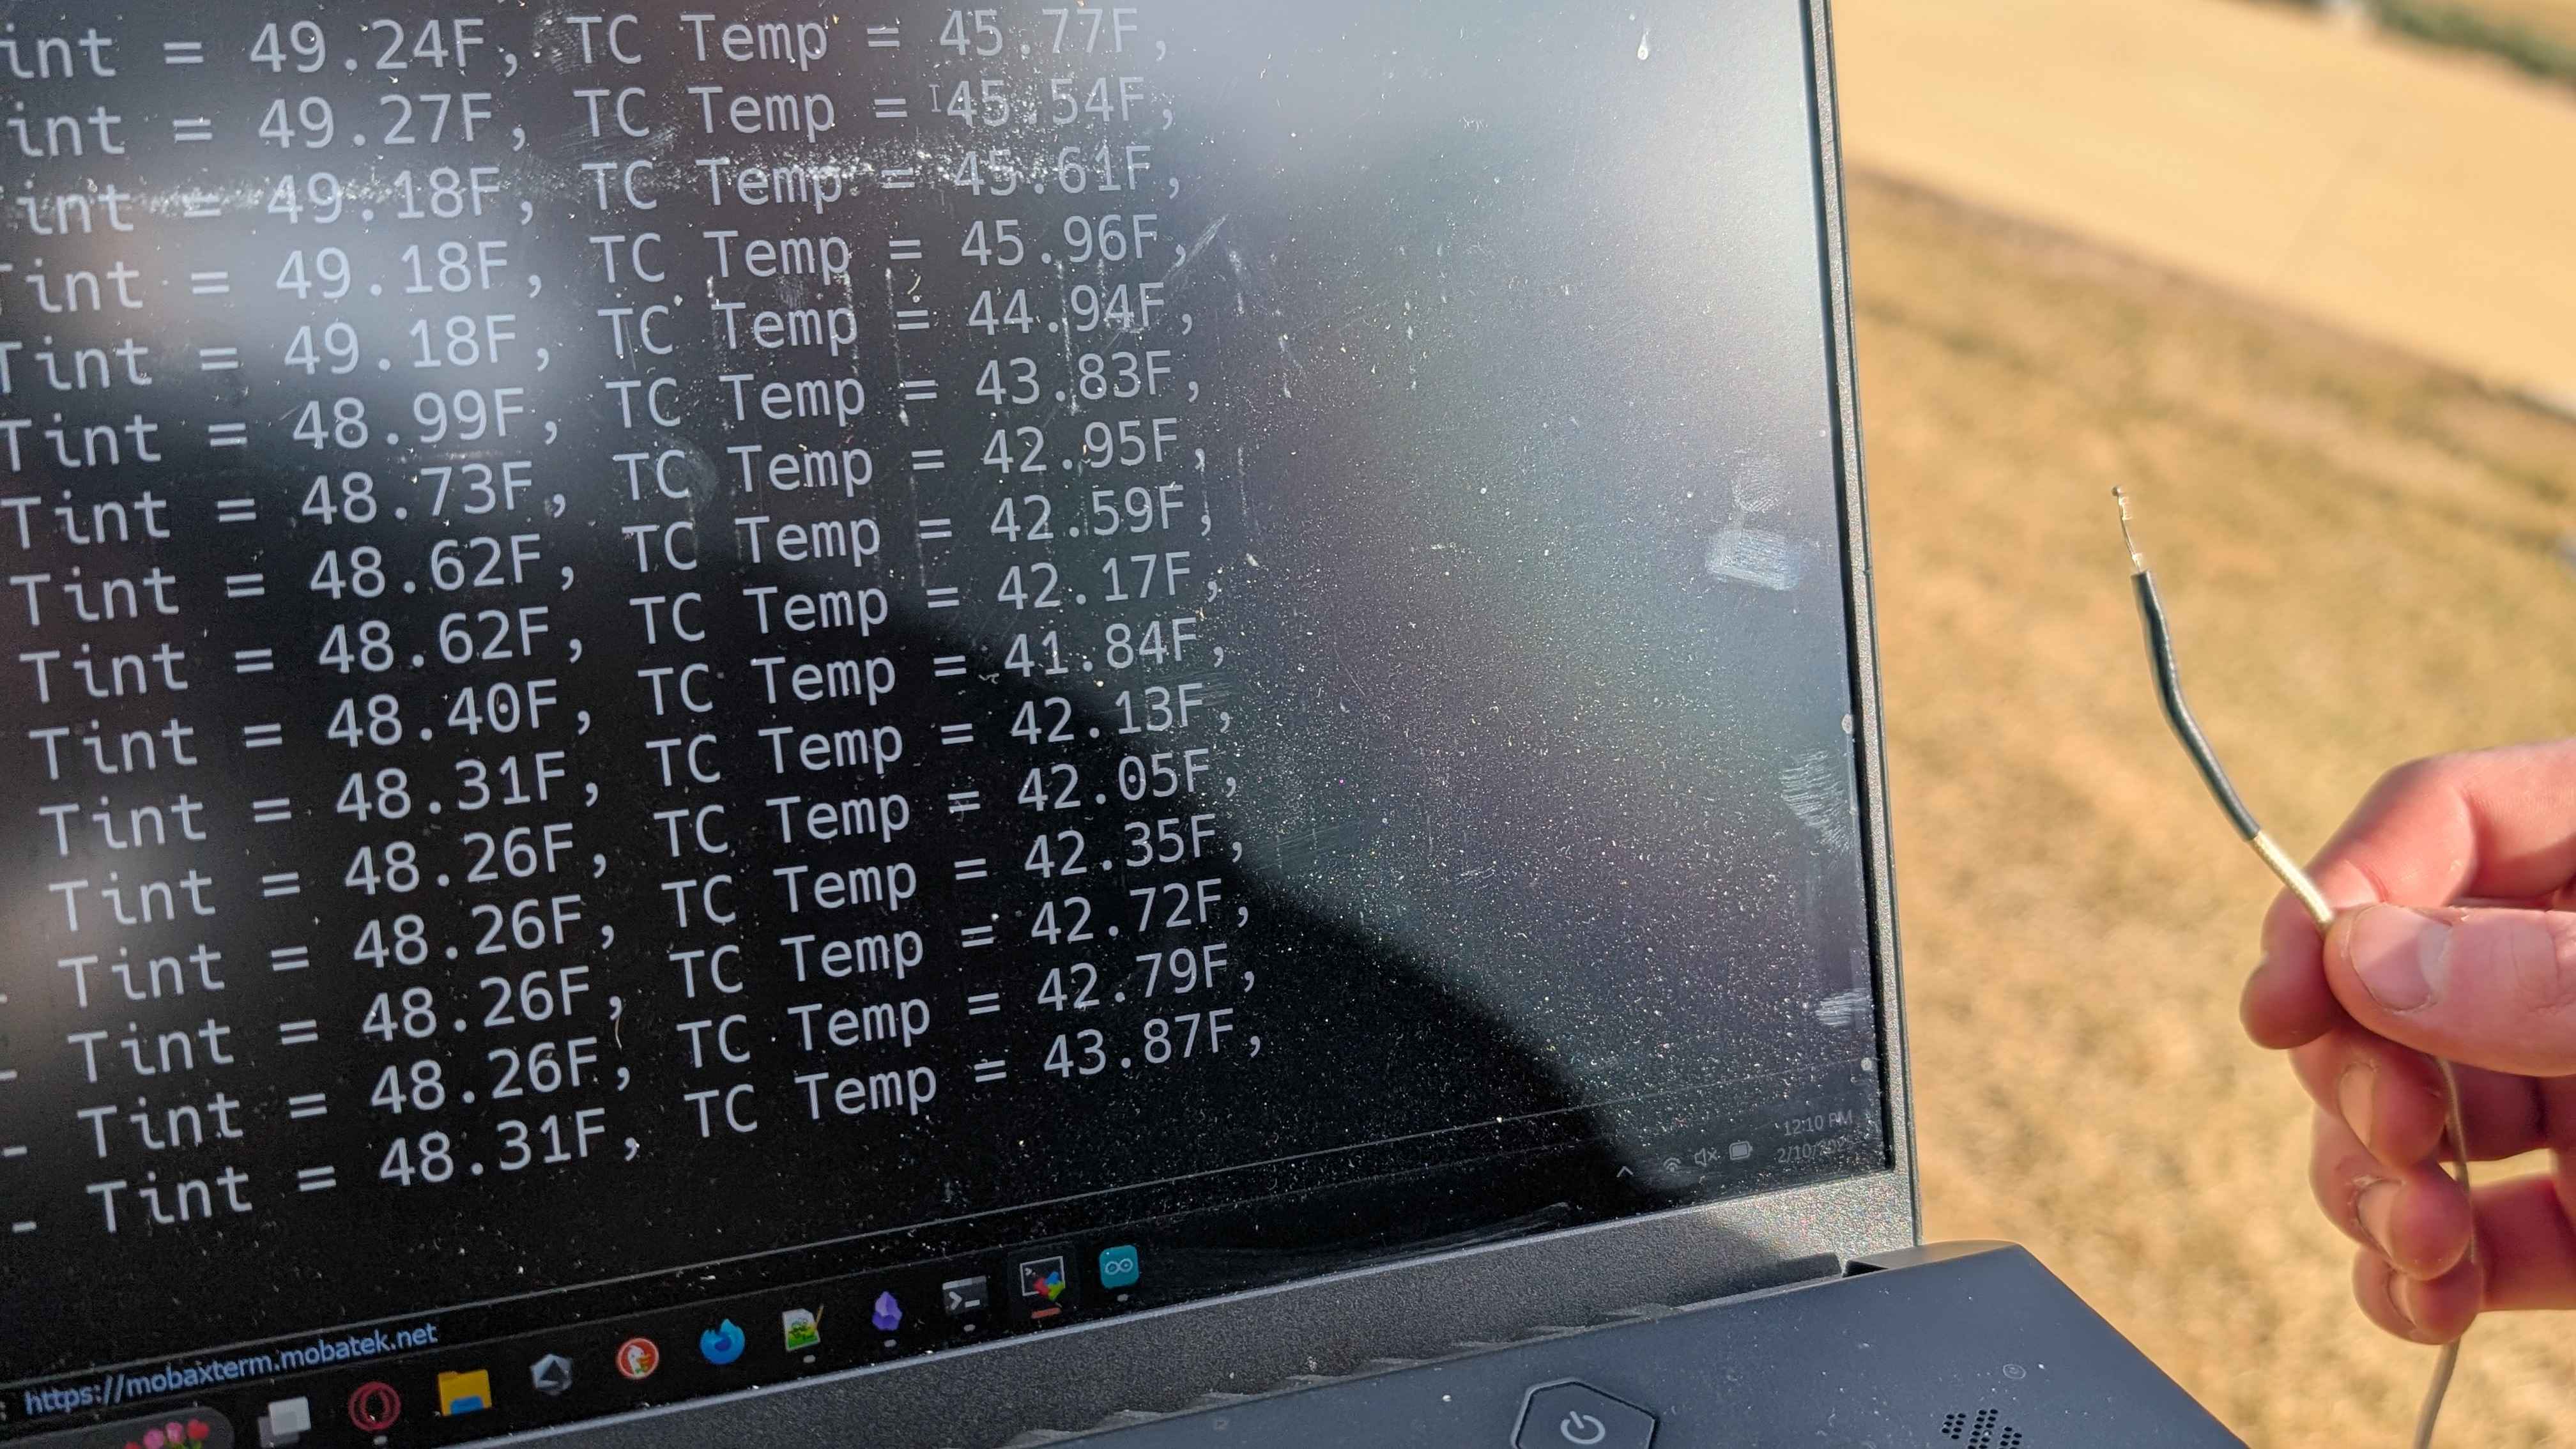 int = 49.24F, TC Temp = 45.77F,
int = 49.27F, TC Temp = 45.54F,
int = 49.18F, TC Temp = 45.61F,
Tint = 49.18F, TC Temp = 45.96F,
Tint = 49.18F, TC Temp = 44.94F,
Tint = 48.99F, TC Temp = 43.83F,
Tint = 48.73F, TC Temp = 42.95F,
Tint = 48.62F, TC Temp = 42.59F,
Tint = 48.62F, TC Temp = 42.17F,
Tint = 48.40F, TC Temp = 41.84F,
Tint = 48.31F, TC Temp = 42.13F,
Tint = 48.26F, TC Temp = 42.05F,
- Tint = 48.26F, TC Temp = 42.35F,
- Tint = 48.26F, TC Temp = 42.72F,
- Tint = 48.26F, TC Temp = 42.79F,
- Tint = 48.31F, TC Temp = 43.87F,
12:10 PM
https://mobaxterm.mobatek.net